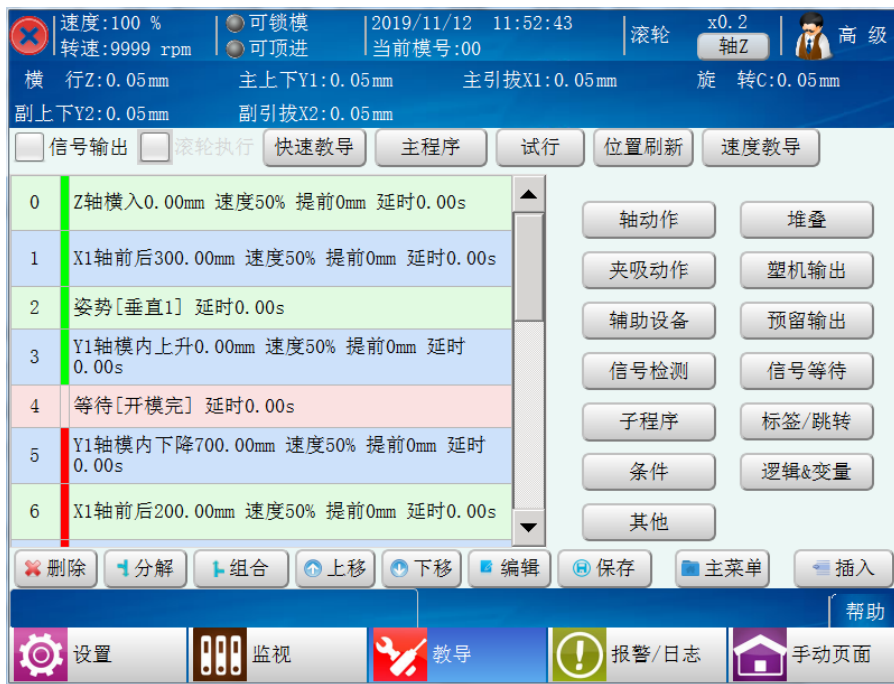 速度:100 % 可锁模 2019/11/12 11:52:43 滚轮 x0.2 高 级
转速:9999 rpm 可顶进 当前模号:00 轴Z
横 行Z:0.05mm 主上下Y1:0.05mm 主引拔X1:0.05mm 旋 转C:0.05mm
副上下Y2:0.05mm 副引拔X2:0.05mm
信号输出 滚轮执行 快速教导 主程序 试行 位置刷新 速度教导
0 Z轴横入0.00mm 速度50% 提前0mm 延时0.00s
1 X1轴前后300.00mm 速度50% 提前0mm 延时0.00s
2 姿势[垂直1] 延时0.00s
3 Y1轴模内上升0.00mm 速度50% 提前0mm 延时
0.00s
4 等待[开模完] 延时0.00s
5 Y1轴模内下降700.00mm 速度50% 提前0mm 延时
0.00s
6 X1轴前后200.00mm 速度50% 提前0mm 延时0.00s
轴动作 堆叠
夹吸动作 塑机输出
辅助设备 预留输出
信号检测 信号等待
子程序 标签/跳转
条件 逻辑&变量
其他
删除 分解 组合 上移 下移 编辑 保存 主菜单 插入
帮助
设置 监视 教导 报警/日志 手动页面